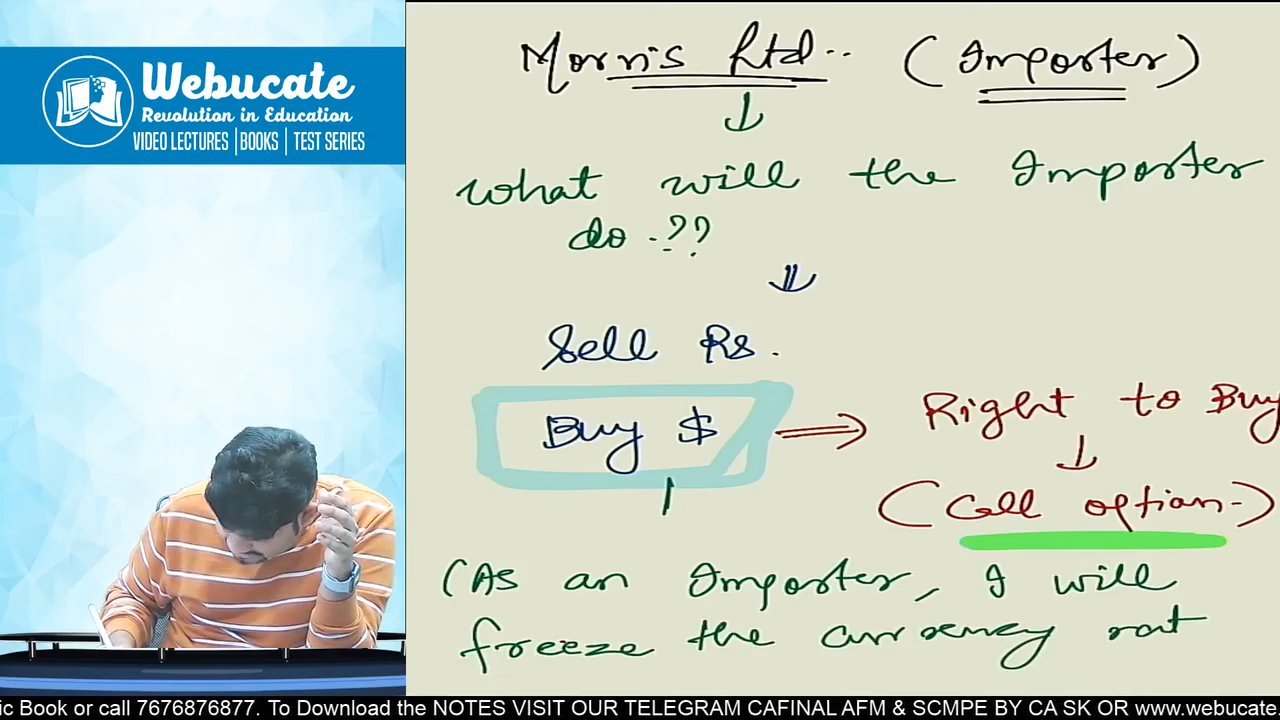 Webucate
Revolution in Education
VIDEO LECTURES | BOOKS | TEST SERIES
Morris Ltd.. (Importer)
What will the Importer
do.??
Sell Rs.
Buy $ ⇒ Right to Buy
(Call option-)
(As an Importer, I will
freeze the currency rat
ic Book or call 7676876877. To Download the NOTES VISIT OUR TELEGRAM CAFINAL AFM & SCMPE BY CA SK OR www.webucate.